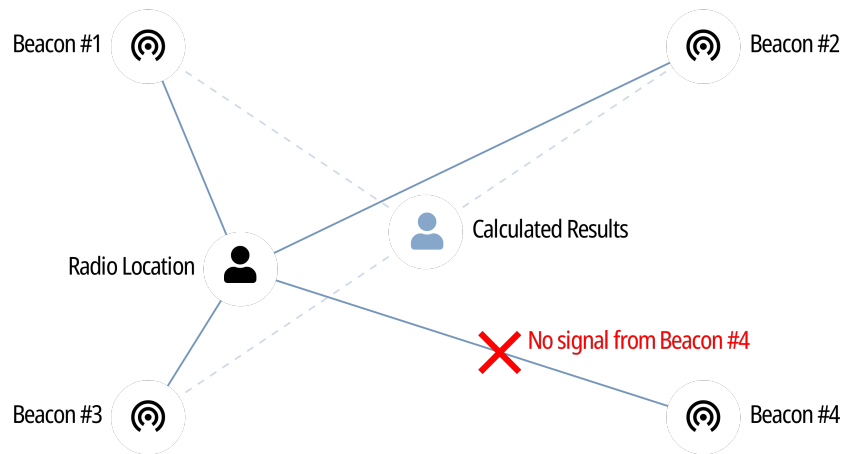 Beacon #1
Beacon #2
Calculated Results
Radio Location
No signal from Beacon #4
Beacon #3
Beacon #4